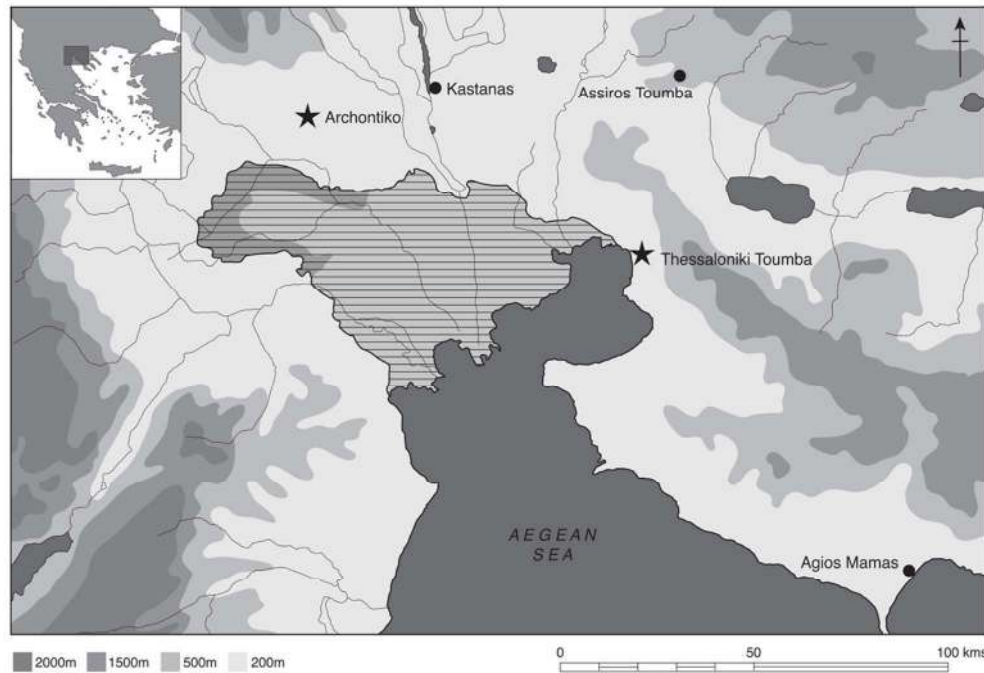 Kastanas
Assiros Toumba
Archontiko
Thessaloniki Toumba
AEGEAN
SEA
Agios Mamas
2000m 1500m 500m 200m
0 50 100 kms